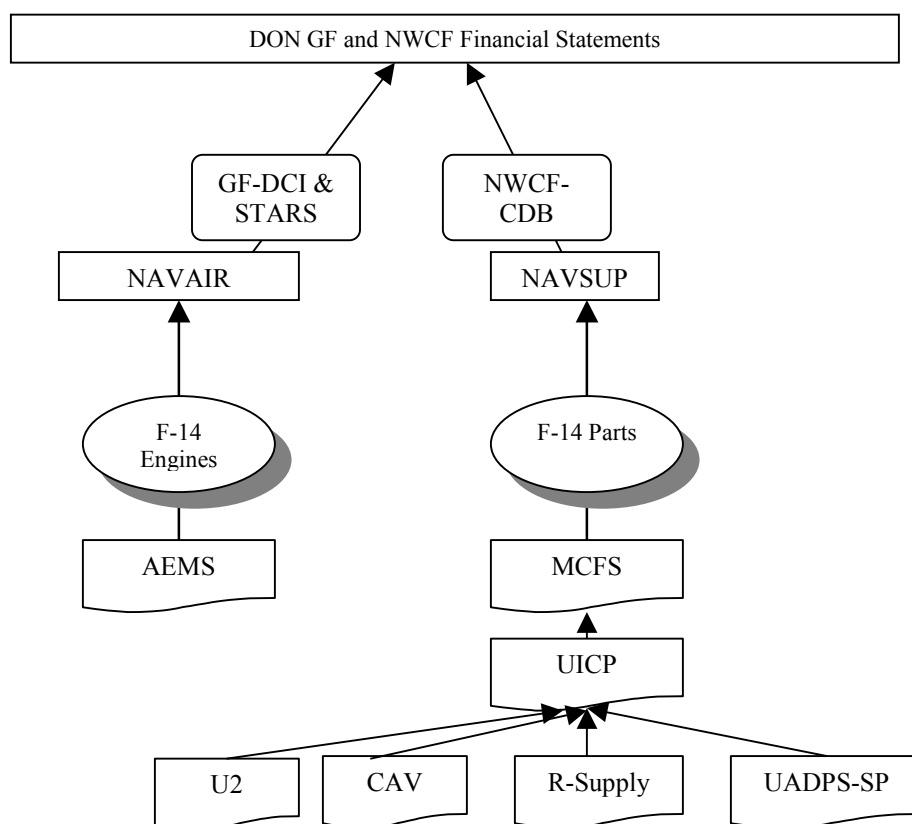 DON GF and NWCF Financial Statements
GF-DCI &
STARS
NWCF-
CDB
NAVAIR
NAVSUP
F-14
Engines
F-14 Parts
AEMS
MCFS
UICP
U2
CAV
R-Supply
UADPS-SP